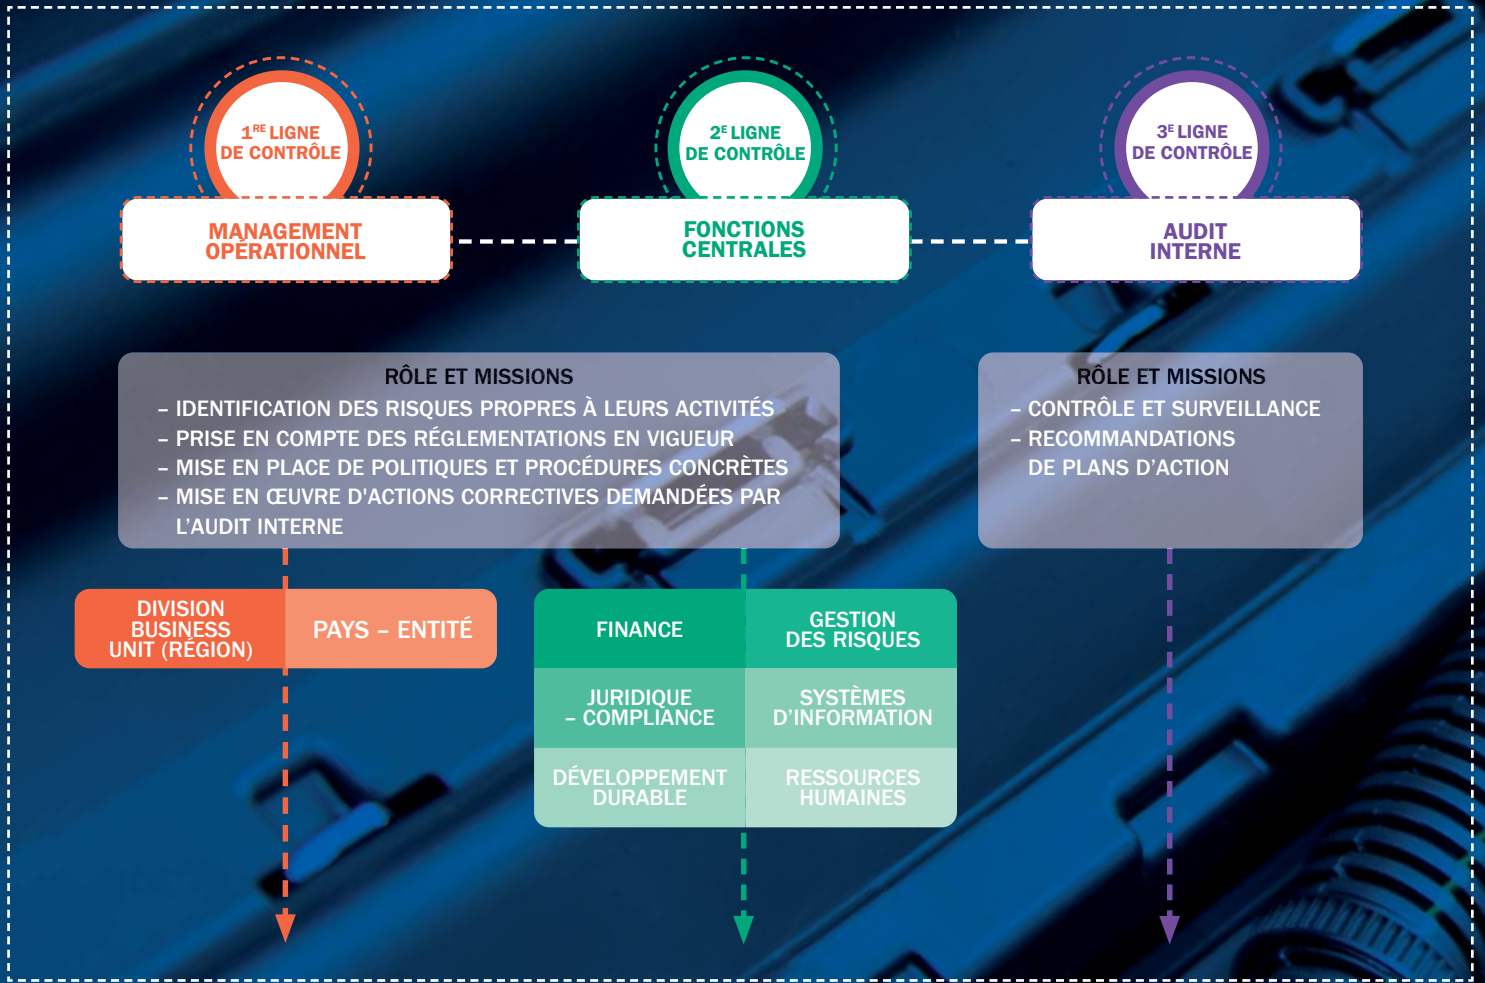 1RE LIGNE
DE CONTRÔLE
MANAGEMENT
OPÉRATIONNEL
2E LIGNE
DE CONTRÔLE
FONCTIONS
CENTRALES
3E LIGNE
DE CONTRÔLE
AUDIT
INTERNE
RÔLE ET MISSIONS
– IDENTIFICATION DES RISQUES PROPRES À LEURS ACTIVITÉS
– PRISE EN COMPTE DES RÉGLEMENTATIONS EN VIGUEUR
– MISE EN PLACE DE POLITIQUES ET PROCÉDURES CONCRÈTES
– MISE EN ŒUVRE D'ACTIONS CORRECTIVES DEMANDÉES PAR
L’AUDIT INTERNE
RÔLE ET MISSIONS
– CONTRÔLE ET SURVEILLANCE
– RECOMMANDATIONS
DE PLANS D’ACTION
DIVISION
BUSINESS
UNIT (RÉGION)
PAYS – ENTITÉ
FINANCE
GESTION
DES RISQUES
JURIDIQUE
– COMPLIANCE
SYSTÈMES
D’INFORMATION
DÉVELOPPEMENT
DURABLE
RESSOURCES
HUMAINES